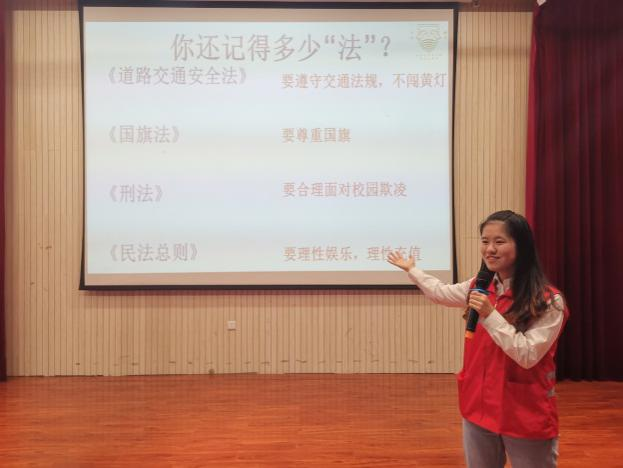 你还记得多少“法”？
《道路交通安全法》 要遵守交通法规，不闯黄灯
《国旗法》 要尊重国旗
《刑法》 要合理面对校园欺凌
《民法总则》 要理性娱乐，理性充值